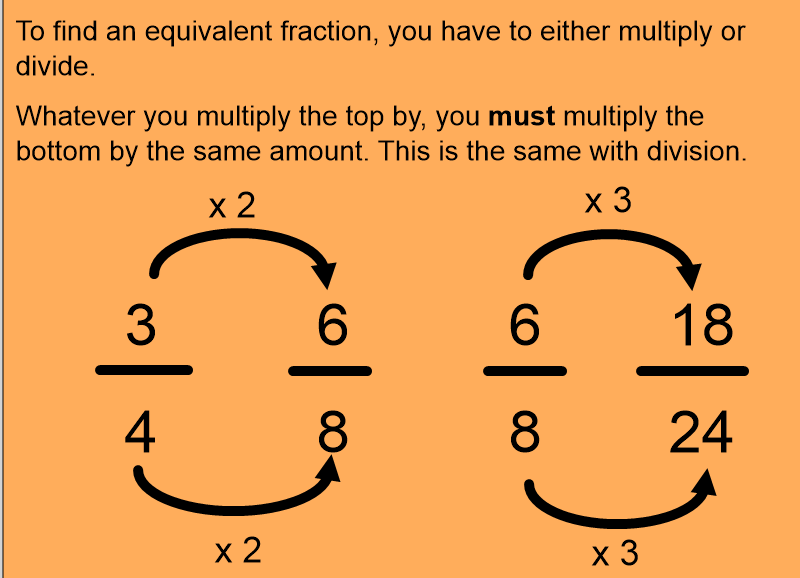 To find an equivalent fraction, you have to either multiply or
divide.
Whatever you multiply the top by, you must multiply the
bottom by the same amount. This is the same with division.
x 2
x 3
3
6
6
18
4
8
8
24
x 2
x 3